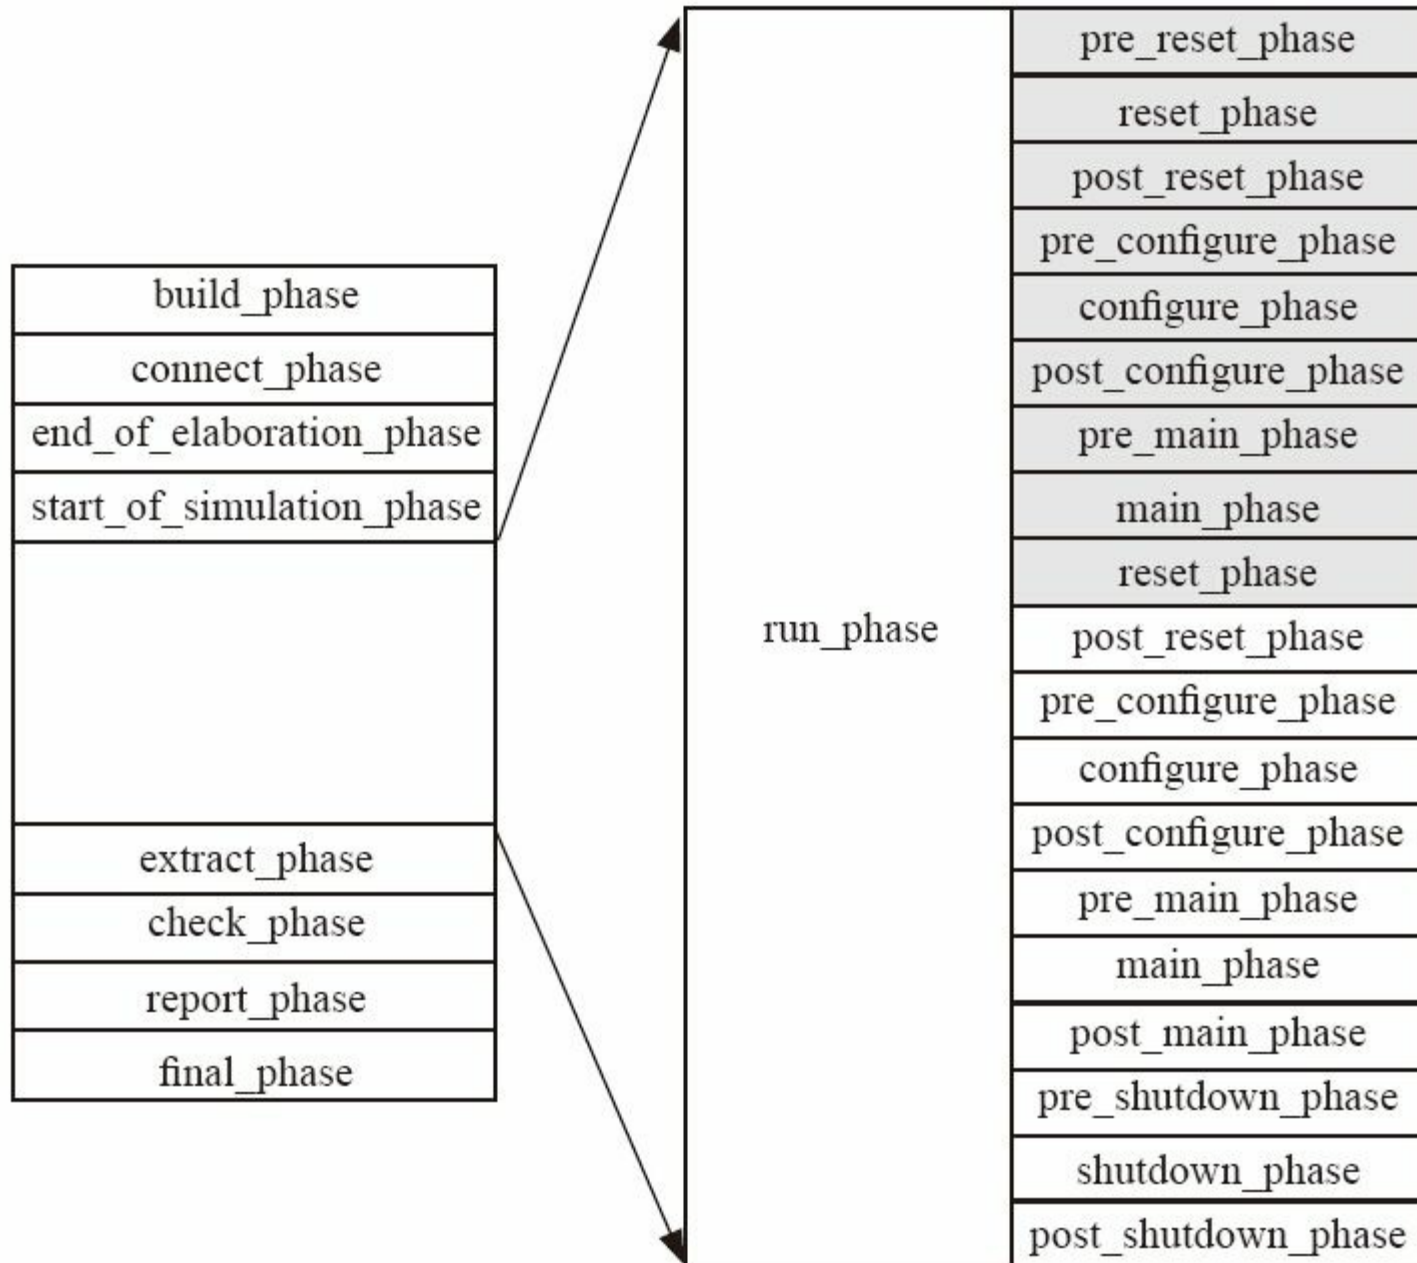 build_phase
connect_phase
end_of_elaboration_phase
start_of_simulation_phase
extract_phase
check_phase
report_phase
final_phase
run_phase
pre_reset_phase
reset_phase
post_reset_phase
pre_configure_phase
configure_phase
post_configure_phase
pre_main_phase
main_phase
reset_phase
post_reset_phase
pre_configure_phase
configure_phase
post_configure_phase
pre_main_phase
main_phase
post_main_phase
pre_shutdown_phase
shutdown_phase
post_shutdown_phase